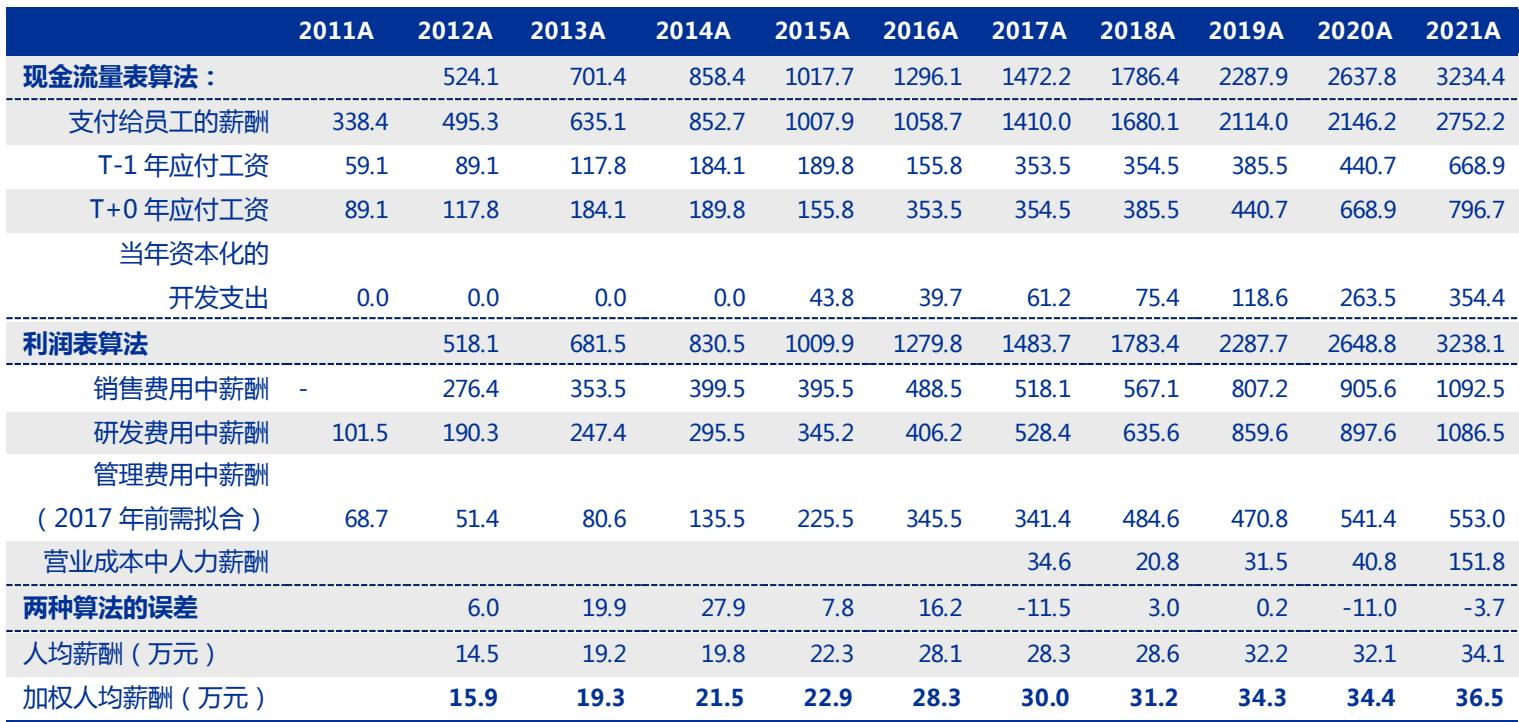 2011A 2012A 2013A 2014A 2015A 2016A 2017A 2018A 2019A 2020A 2021A
现金流量表算法： 524.1 701.4 858.4 1017.7 1296.1 1472.2 1786.4 2287.9 2637.8 3234.4
支付给员工的薪酬 338.4 495.3 635.1 852.7 1007.9 1058.7 1410.0 1680.1 2114.0 2146.2 2752.2
T-1 年应付工资 59.1 89.1 117.8 184.1 189.8 155.8 353.5 354.5 385.5 440.7 668.9
T+0 年应付工资 89.1 117.8 184.1 189.8 155.8 353.5 354.5 385.5 440.7 668.9 796.7
当年资本化的
开发支出 0.0 0.0 0.0 0.0 43.8 39.7 61.2 75.4 118.6 263.5 354.4
利润表算法 518.1 681.5 830.5 1009.9 1279.8 1483.7 1783.4 2287.7 2648.8 3238.1
销售费用中薪酬 - 276.4 353.5 399.5 395.5 488.5 518.1 567.1 807.2 905.6 1092.5
研发费用中薪酬 101.5 190.3 247.4 295.5 345.2 406.2 528.4 635.6 859.6 897.6 1086.5
管理费用中薪酬
（2017 年前需拟合） 68.7 51.4 80.6 135.5 225.5 345.5 341.4 484.6 470.8 541.4 553.0
营业成本中人力薪酬 34.6 20.8 31.5 40.8 151.8
两种算法的误差 6.0 19.9 27.9 7.8 16.2 -11.5 3.0 0.2 -11.0 -3.7
人均薪酬（万元） 14.5 19.2 19.8 22.3 28.1 28.3 28.6 32.2 32.1 34.1
加权人均薪酬（万元） 15.9 19.3 21.5 22.9 28.3 30.0 31.2 34.3 34.4 36.5